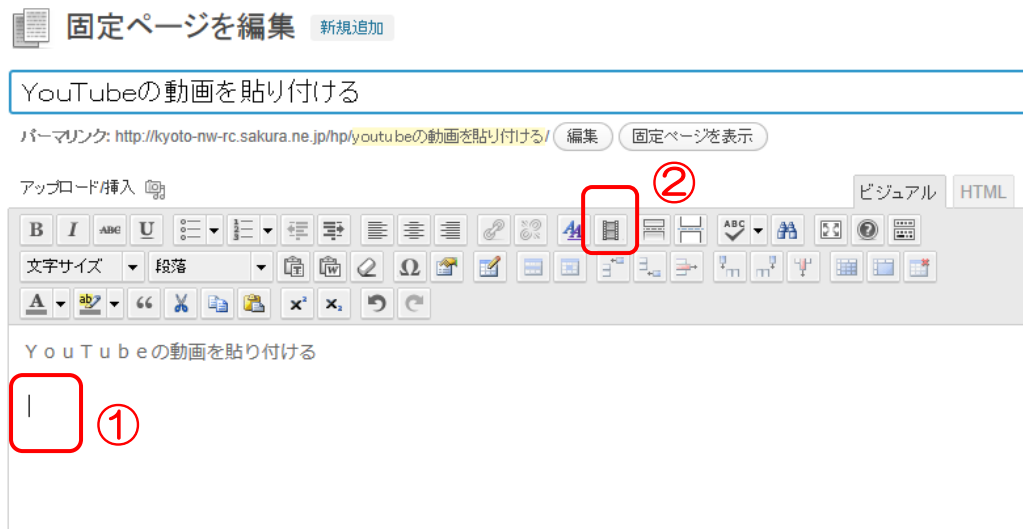 固定ページを編集 新規追加
YouTubeの動画を貼り付ける
パーマリンク: http://kyoto-nw-rc.sakura.ne.jp/hp/youtubeの動画を貼り付ける/ 編集 固定ページを表示
アップロード/挿入 ② ビジュアル HTML
B I ABC U ABC
文字サイズ 段落 T W Ω
A ab x² x₂
YouTubeの動画を貼り付ける
①